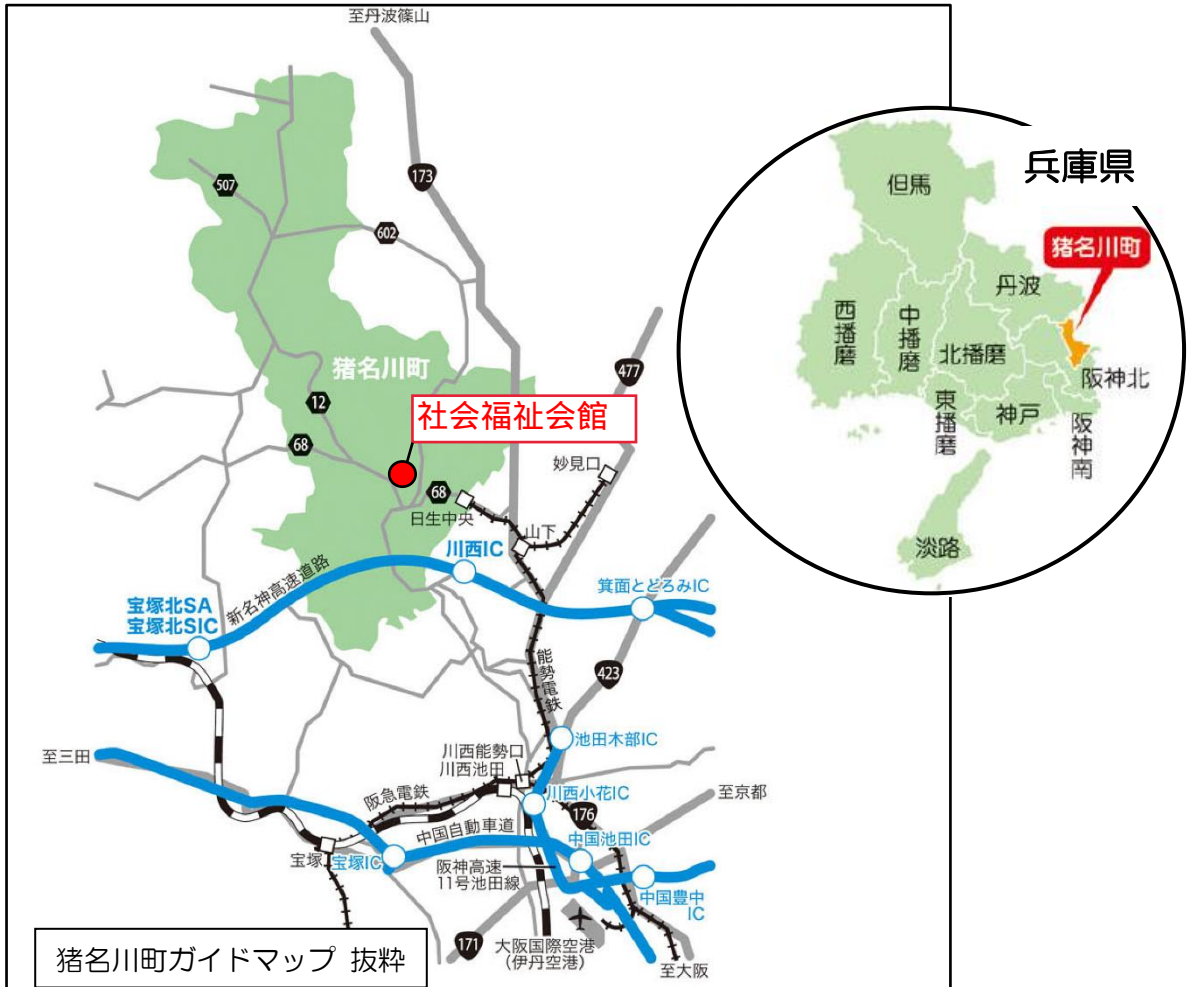 至丹波篠山
兵庫県
但馬
173
507
602
猪名川町
丹波
西播磨
中播磨
北播磨
阪神北
東播磨
神戸
阪神南
淡路
猪名川町
477
12
社会福祉会館
68
妙見口
68
日生中央
山下
川西IC
新名神高速道路
箕面とどろみIC
宝塚北SA
宝塚北SIC
能勢電鉄
423
池田木部IC
至三田
川西能勢口
川西池田
川西小花IC
至京都
阪急電鉄
176
中国自動車道
中国池田IC
宝塚
宝塚IC
阪神高速
11号池田線
中国豊中
IC
171
大阪国際空港
(伊丹空港)
至大阪
猪名川町ガイドマップ 抜粋